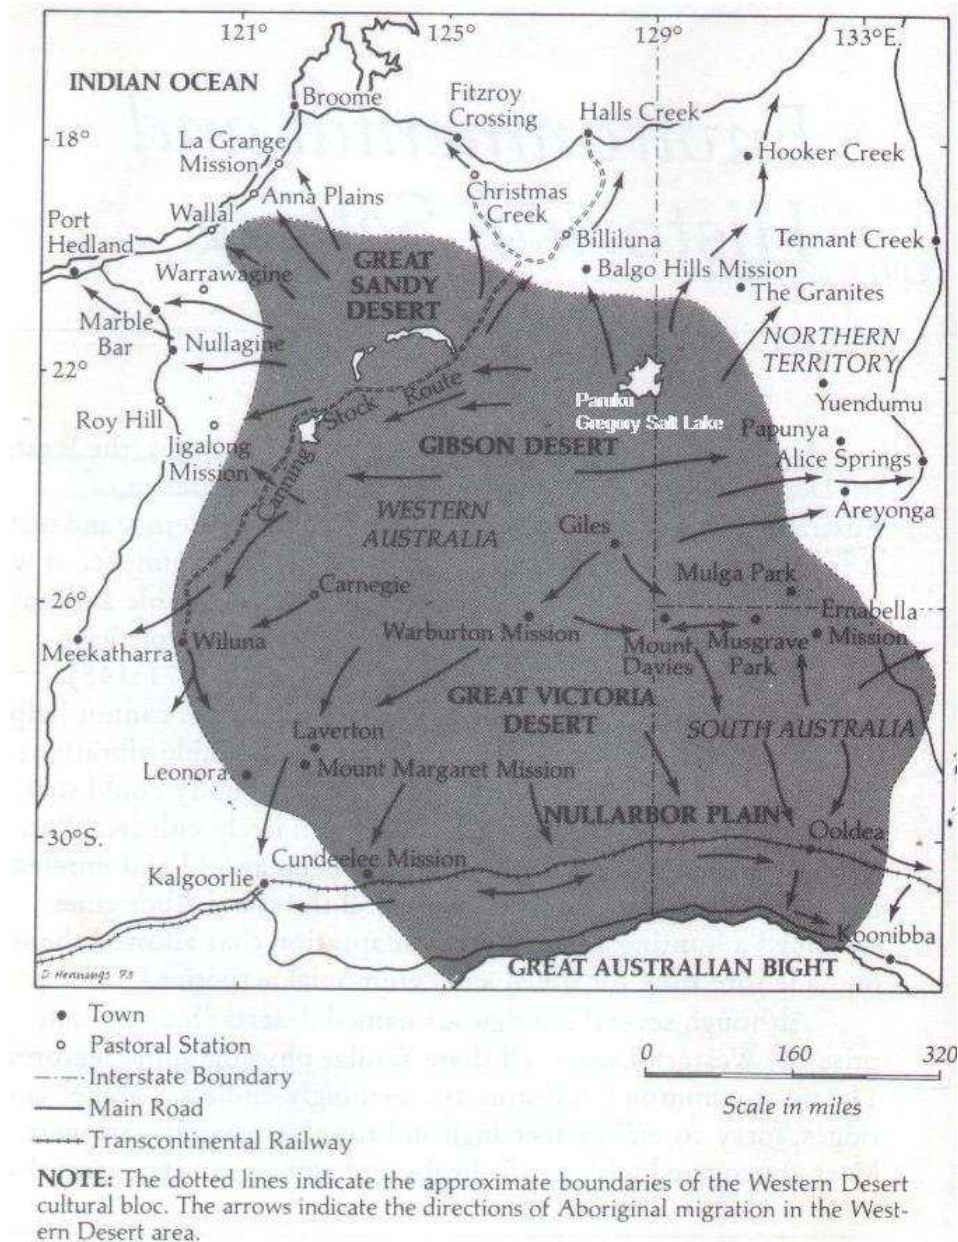 121°
125°
129°
133°E.
INDIAN OCEAN
Broome
Fitzroy
Crossing
Halls Creek
18°
La Grange
Mission
Hooker Creek
Anna Plains
Christmas
Creek
Port
Hedland
Wallal
Billiluna
Tennant Creek
GREAT
SANDY
DESERT
Warrawagine
Balgo Hills Mission
The Granites
Marble
Bar
Nullagine
NORTHERN
TERRITORY
22°
Stock
Route
Canning
Paruku
Gregory Salt Lake
Yuendumu
Roy Hill
Jigalong
Mission
GIBSON DESERT
Papunya
Alice Springs
WESTERN
AUSTRALIA
Giles
Areyonga
Mulga Park
26°
Carnegie
Ernabella
Mission
Meekatharra
Wiluna
Warburton Mission
Mount
Davies
Musgrave
Park
GREAT VICTORIA
DESERT
SOUTH AUSTRALIA
Laverton
Leonora
Mount Margaret Mission
NULLARBOR PLAIN
30°S.
Ooldea
Cundeelee Mission
Kalgoorlie
Koonibba
D Hennings 73
GREAT AUSTRALIAN BIGHT
Town
Pastoral Station
Interstate Boundary
Main Road
Transcontinental Railway
0 160 320
Scale in miles
NOTE: The dotted lines indicate the approximate boundaries of the Western Desert
cultural bloc. The arrows indicate the directions of Aboriginal migration in the West-
ern Desert area.